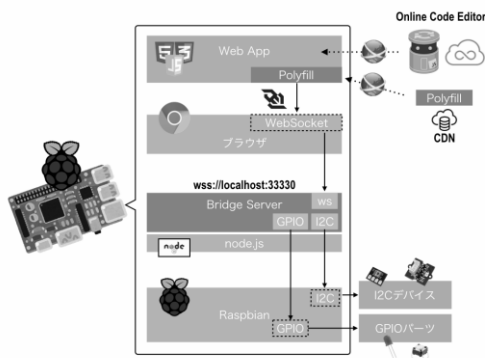 Online Code Editor
Web App
JS
Polyfill
Polyfill
CDN
WebSocket
ブラウザ
wss://localhost:33330
Bridge Server
ws
GPIO
I2C
node
node.js
I2C
I2Cデバイス
Raspbian
GPIO
GPIOパーツ